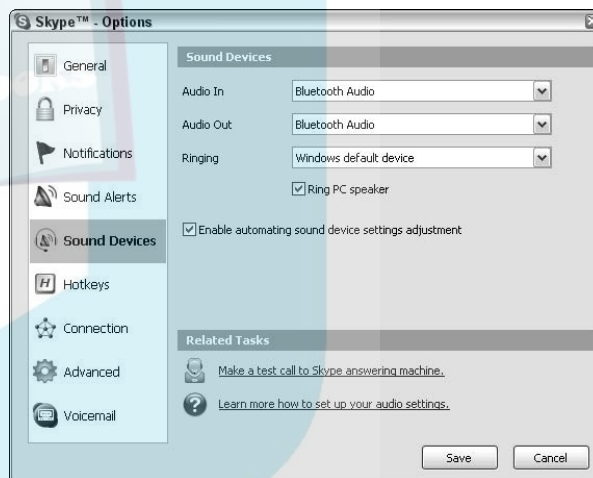 Skype™ - Options
General
Privacy
Notifications
Sound Alerts
Sound Devices
Hotkeys
Connection
Advanced
Voicemail
Sound Devices
Audio In Bluetooth Audio
Audio Out Bluetooth Audio
Ringing Windows default device
Ring PC speaker
Enable automating sound device settings adjustment
Related Tasks
Make a test call to Skype answering machine.
Learn more how to set up your audio settings.
Save Cancel